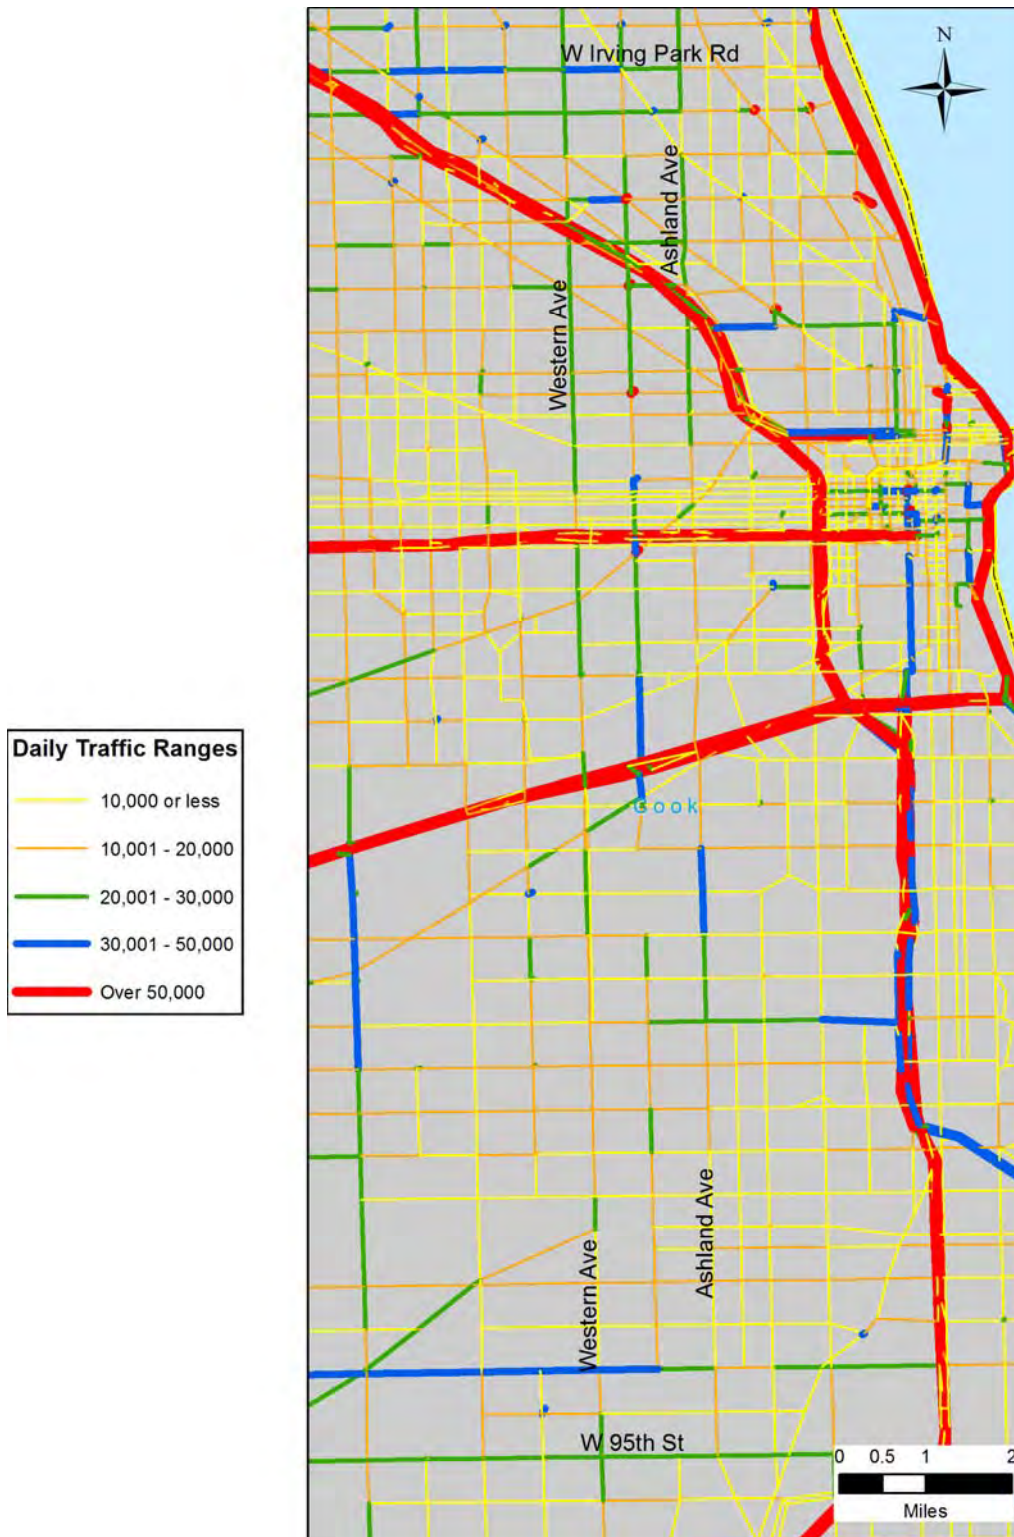 N
W Irving Park Rd
Ashland Ave
Western Ave
Daily Traffic Ranges
10,000 or less
10,001 - 20,000
20,001 - 30,000
30,001 - 50,000
Over 50,000
Cook
Ashland Ave
Western Ave
W 95th St
0 0.5 1 2
Miles